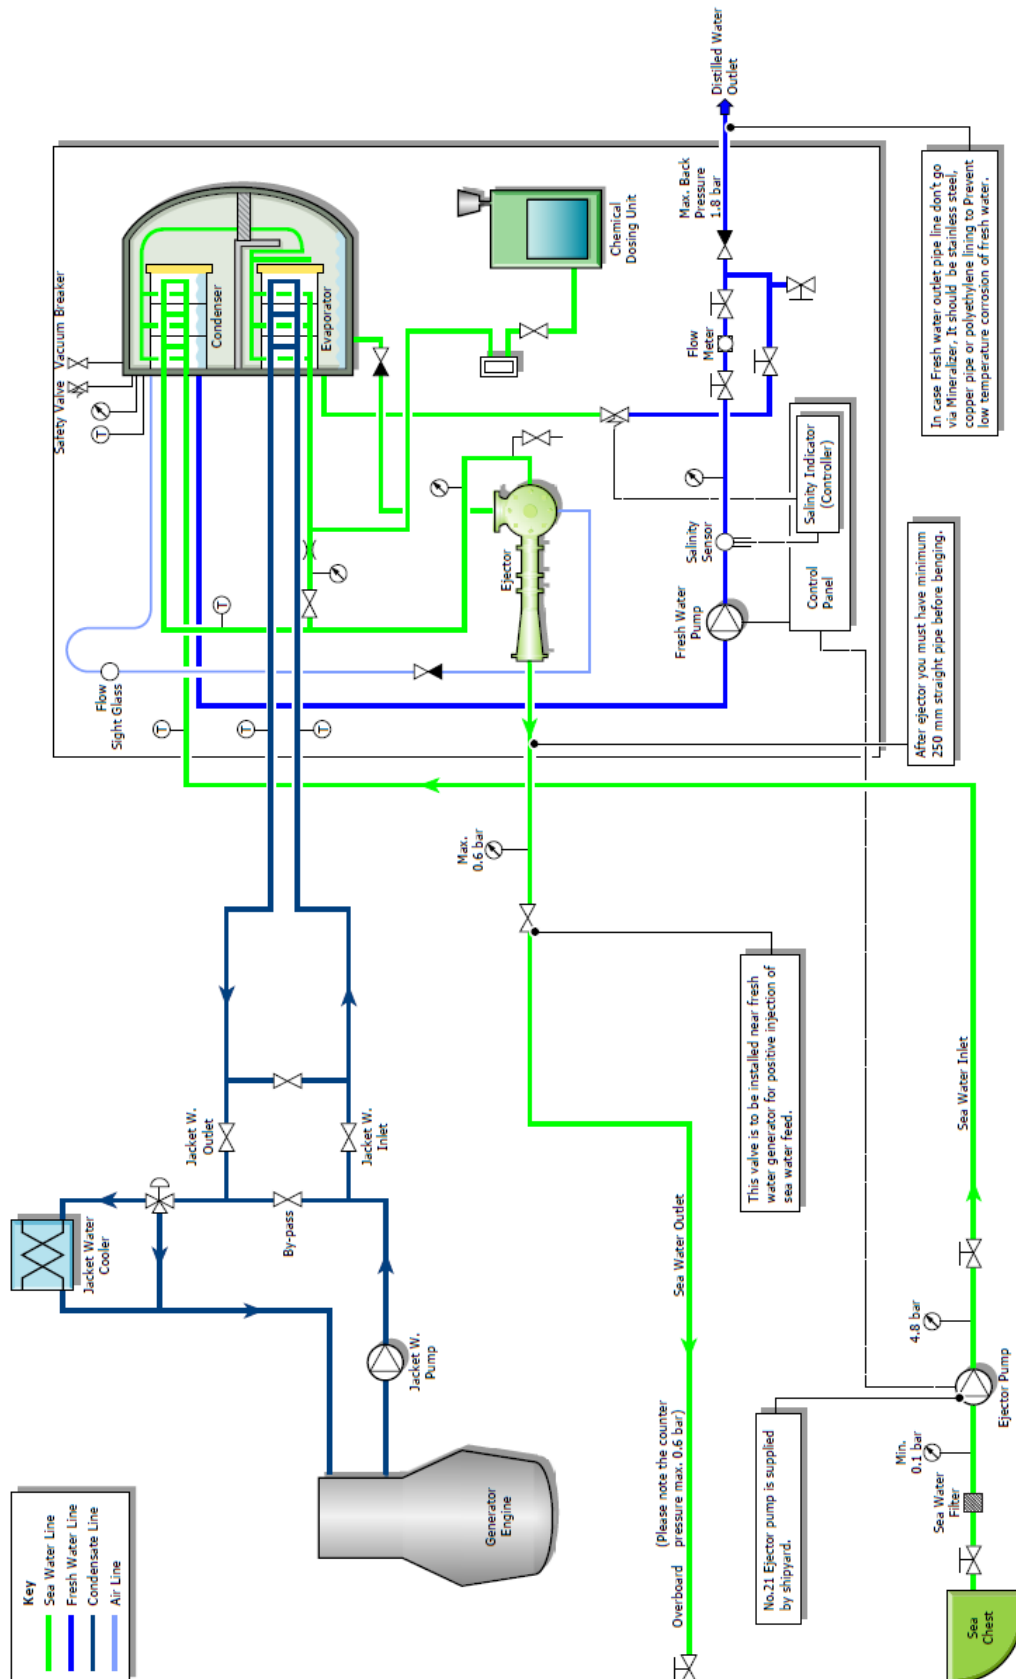 Key
Sea Water Line
Fresh Water Line
Condensate Line
Air Line
Jacket Water
Cooler
Generator
Engine
Jacket W.
Pump
By-pass
Jacket W.
Outlet
Jacket W.
Inlet
Flow
Sight Glass
Safety Valve
Vacuum Breaker
T
T
T
T
T
Condenser
Evaporator
Ejector
Chemical
Dosing Unit
Max.
0.6 bar
Fresh Water
Pump
Salinity
Sensor
Flow
Meter
Max. Back
Pressure
1.8 bar
Distilled Water
Outlet
Control
Panel
Salinity Indicator
(Controller)
In case Fresh water outlet pipe line don't go
via Mineralizer, It should be stainless steel,
copper pipe or polyethylene lining to Prevent
low temperature corrosion of fresh water.
After ejector you must have minimum
250 mm straight pipe before benging.
This valve is to be installed near fresh
water generator for positive injection of
sea water feed.
Sea Water Outlet
Overboard
(Please note the counter
pressure max. 0.6 bar)
No.21 Ejector pump is supplied
by shipyard.
Sea
Chest
Sea Water
Filter
Min.
0.1 bar
Ejector Pump
4.8 bar
Sea Water Inlet